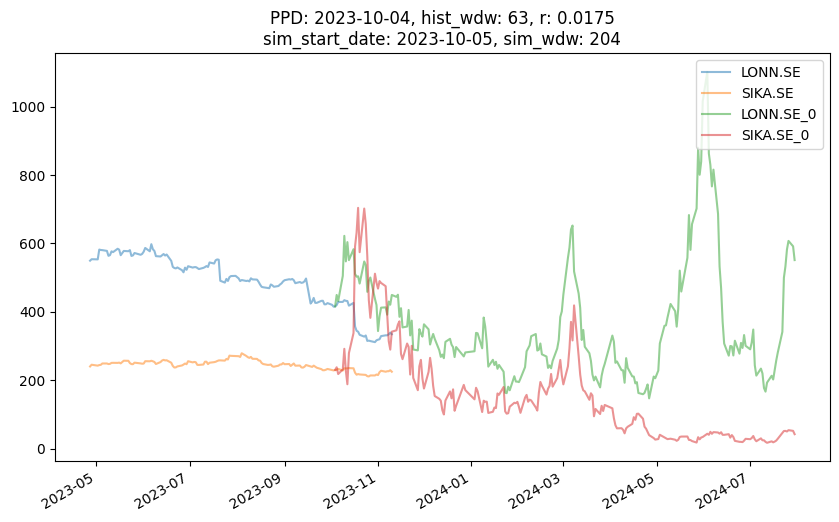 PPD: 2023-10-04, hist_wdw: 63, r: 0.0175
sim_start_date: 2023-10-05, sim_wdw: 204
LONN.SE
SIKA.SE
LONN.SE_0
SIKA.SE_0
1000
800
600
400
200
0
2023-05
2023-07
2023-09
2023-11
2024-01
2024-03
2024-05
2024-07